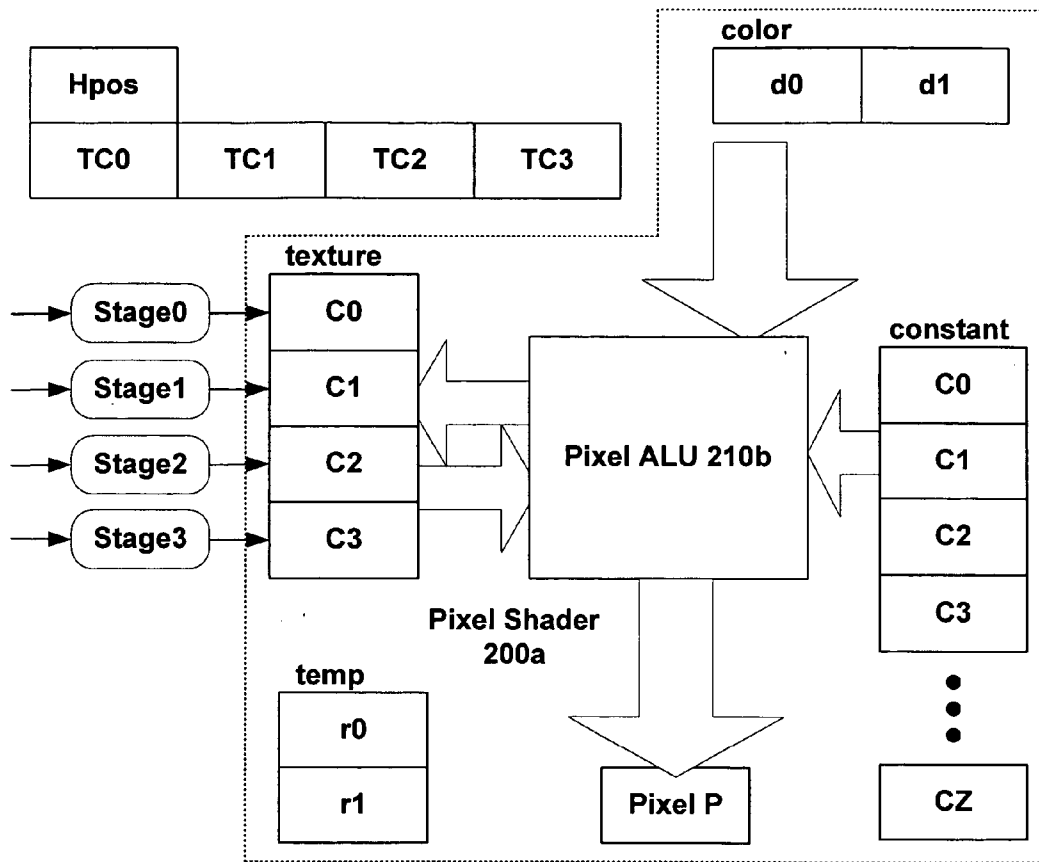 color
Hpos
d0 d1
TC0 TC1 TC2 TC3
texture
Stage0
C0
Stage1
C1
Stage2
C2
Stage3
C3
Pixel ALU 210b
constant
C0
C1
C2
C3
CZ
Pixel Shader
200a
temp
r0
r1
Pixel P